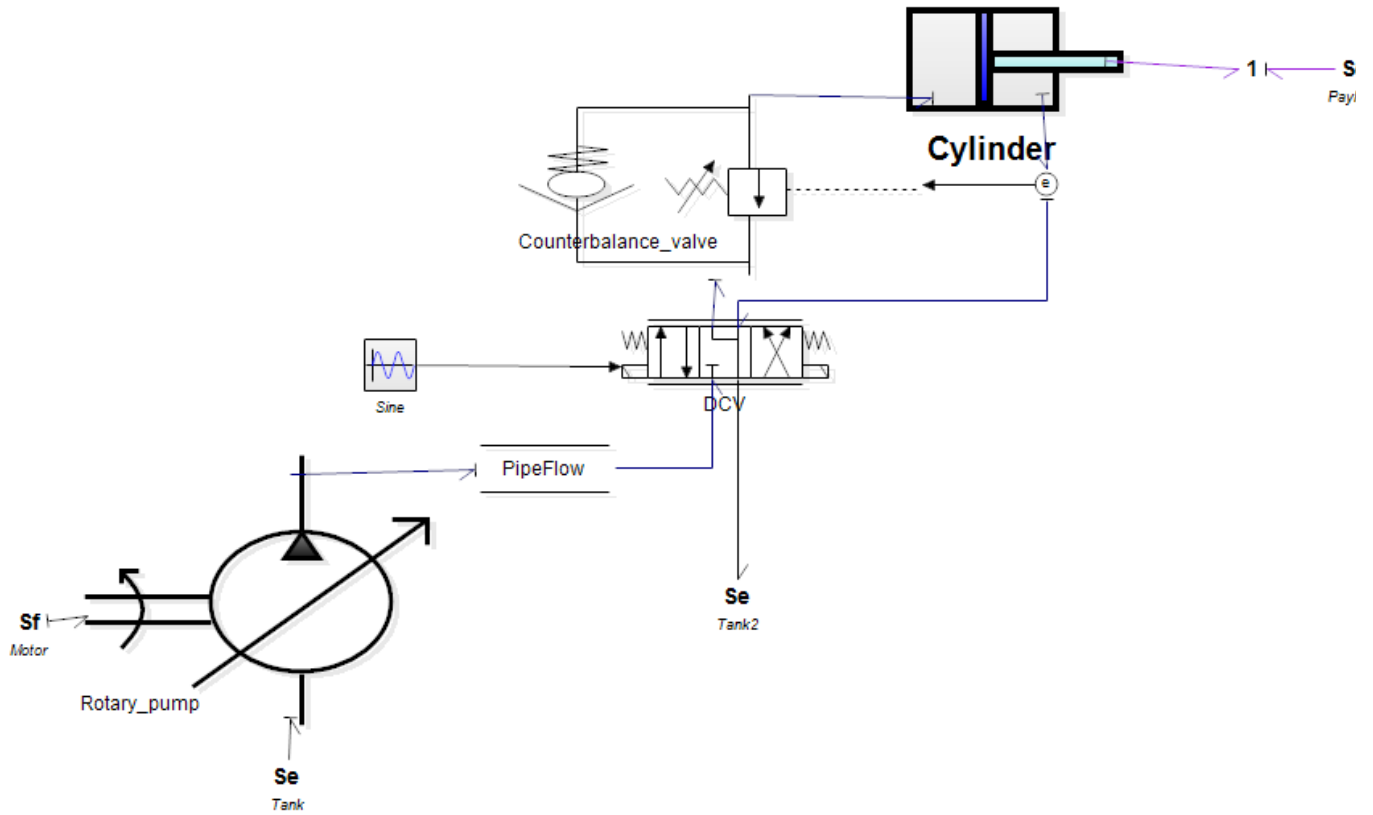 1
S
Payl
Cylinder
e
Counterbalance_valve
Sine
DCV
PipeFlow
Se
Tank2
Sf
Motor
Rotary_pump
Se
Tank